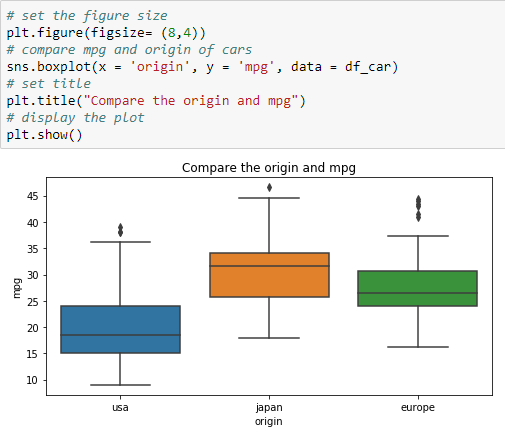 # set the figure size
plt.figure(figsize= (8,4))
# compare mpg and origin of cars
sns.boxplot(x = 'origin', y = 'mpg', data = df_car)
# set title
plt.title("Compare the origin and mpg")
# display the plot
plt.show()
Compare the origin and mpg
45
40
35
30
25
20
15
10
mpg
usa japan europe
origin